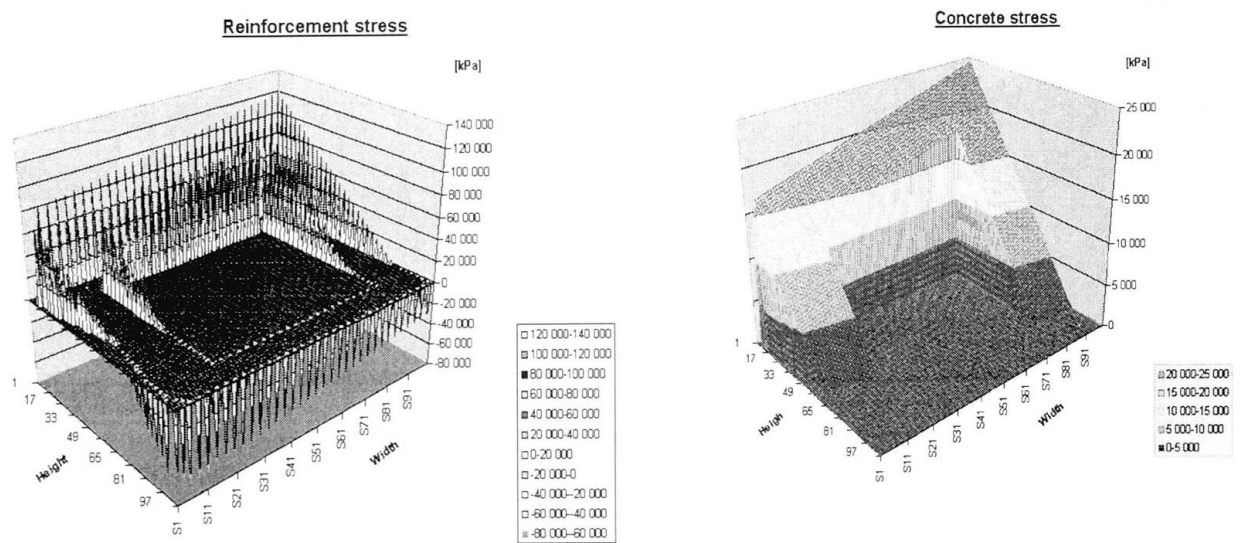 Reinforcement stress
[kPa]
140 000
120 000
100 000
80 000
60 000
40 000
20 000
0
-20 000
-40 000
-60 000
-80 000
1
17
33
49
65
81
97
Height
S1
S11
S21
S31
S41
S51
S61
S71
S81
S91
Width
120 000-140 000
100 000-120 000
80 000-100 000
60 000-80 000
40 000-60 000
20 000-40 000
0-20 000
-20 000-0
-40 000--20 000
-60 000--40 000
-80 000--60 000
Concrete stress
[kPa]
25 000
20 000
15 000
10 000
5 000
0
1
17
33
49
65
81
97
Heigh
S1
S11
S21
S31
S41
S51
S61
S71
S81
S91
Width
20 000-25 000
15 000-20 000
10 000-15 000
5 000-10 000
0-5 000